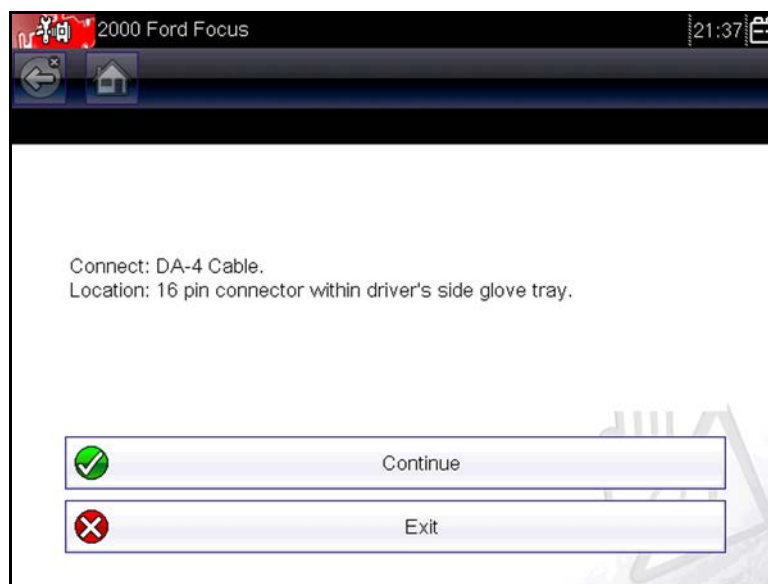 2000 Ford Focus
21:37
Connect: DA-4 Cable.
Location: 16 pin connector within driver's side glove tray.
Continue
Exit